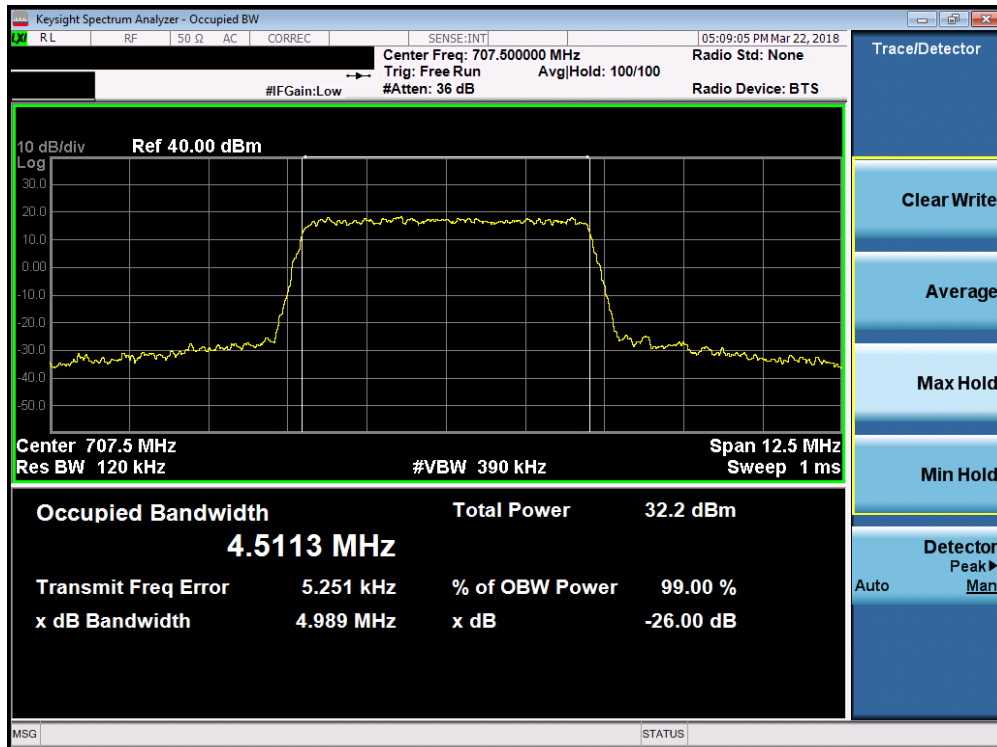 Keysight Spectrum Analyzer - Occupied BW
LXI RL RF 50 Ω AC CORREC SENSE:INT 05:09:05 PM Mar 22, 2018
Center Freq: 707.500000 MHz Radio Std: None
Trig: Free Run Avg|Hold: 100/100
#IFGain:Low #Atten: 36 dB Radio Device: BTS
10 dB/div Ref 40.00 dBm
Log
30.0
20.0
10.0
0.00
-10.0
-20.0
-30.0
-40.0
-50.0
Center 707.5 MHz Span 12.5 MHz
Res BW 120 kHz #VBW 390 kHz Sweep 1 ms
Occupied Bandwidth Total Power 32.2 dBm
4.5113 MHz
Transmit Freq Error 5.251 kHz % of OBW Power 99.00 %
x dB Bandwidth 4.989 MHz x dB -26.00 dB
MSG STATUS
Trace/Detector
Clear Write
Average
Max Hold
Min Hold
Detector
Peak
Auto Man